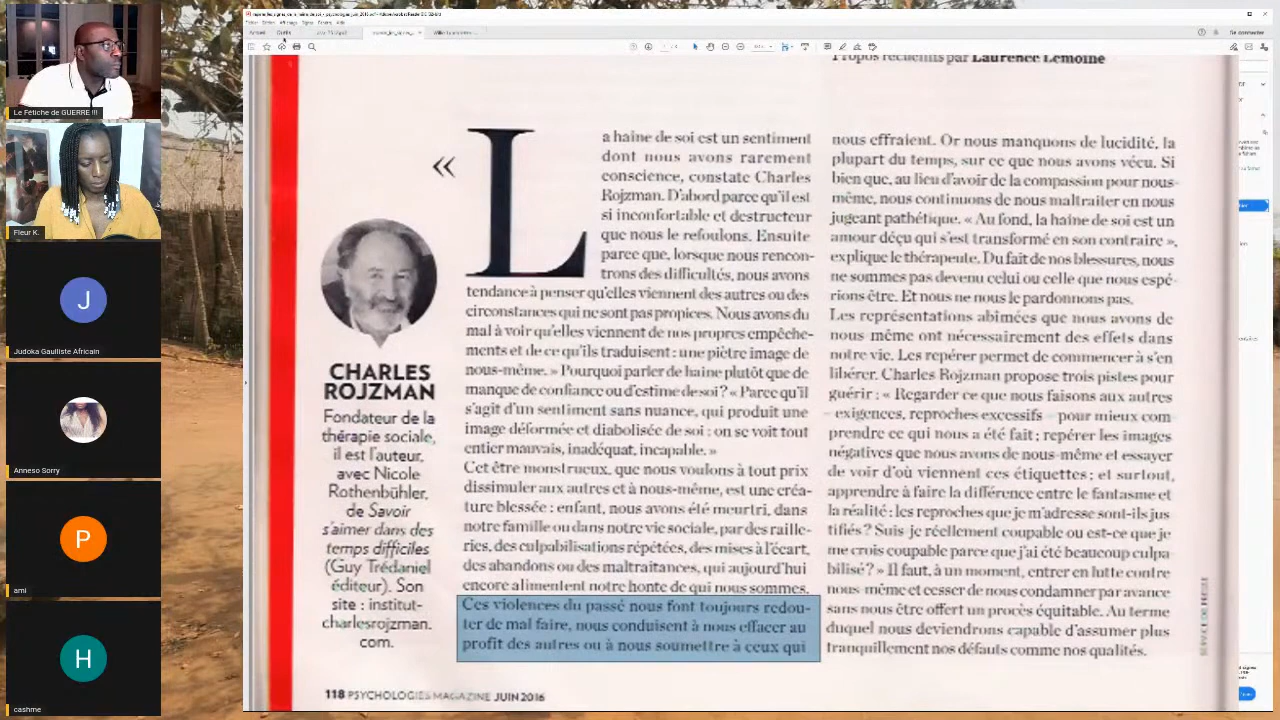 Le Fétiche de GUERRE !!!
Fleur K.
J
Judoka Gaulliste Africain
Anneso Sorry
P
ami
H
cashme
Accueil
Outils
Se connecter
Propos recueillis par Laurence Lemoine
«
La haine de soi est un sentiment
dont nous avons rarement
conscience, constate Charles
Rojzman. D'abord parce qu'il est
si inconfortable et destructeur
que nous le refoulons. Ensuite
parce que, lorsque nous rencon-
trons des difficultés, nous avons
tendance à penser qu'elles viennent des autres ou des
circonstances qui ne sont pas propices. Nous avons du
mal à voir qu'elles viennent de nos propres empêche-
ments et de ce qu'ils traduisent : une piètre image de
nous-même. » Pourquoi parler de haine plutôt que de
manque de confiance ou d'estime de soi ? « Parce qu'il
s'agit d'un sentiment sans nuance, qui produit une
image déformée et diabolisée de soi : on se voit tout
entier mauvais, inadéquat, incapable. »
Cet être monstrueux, que nous voulons à tout prix
dissimuler aux autres et à nous-même, est une créa-
ture blessée : enfant, nous avons été meurtri, dans
notre famille ou dans notre vie sociale, par des raille-
ries, des culpabilisations répétées, des mises à l'écart,
des abandons ou des maltraitances, qui aujourd'hui
encore alimentent notre honte de qui nous sommes.
Ces violences du passé nous font toujours redou-
ter de mal faire, nous conduisent à nous effacer au
profit des autres ou à nous soumettre à ceux qui
nous effraient. Or nous manquons de lucidité, la
plupart du temps, sur ce que nous avons vécu. Si
bien que, au lieu d'avoir de la compassion pour nous-
même, nous continuons de nous maltraiter en nous
jugeant pathétique. « Au fond, la haine de soi est un
amour déçu qui s'est transformé en son contraire »,
explique le thérapeute. Du fait de nos blessures, nous
ne sommes pas devenu celui ou celle que nous espé-
rions être. Et nous ne nous le pardonnons pas.
Les représentations abîmées que nous avons de
nous-même ont nécessairement des effets dans
notre vie. Les repérer permet de commencer à s'en
libérer. Charles Rojzman propose trois pistes pour
guérir : « Regarder ce que nous faisons aux autres
– exigences, reproches excessifs – pour mieux com-
prendre ce qui nous a été fait ; repérer les images
négatives que nous avons de nous-même et essayer
de voir d'où viennent ces étiquettes ; et surtout,
apprendre à faire la différence entre le fantasme et
la réalité : les reproches que je m'adresse sont-ils jus-
tifiés ? Suis-je réellement coupable ou est-ce que je
me crois coupable parce que j'ai été beaucoup culpa-
bilisé ? » Il faut, à un moment, entrer en lutte contre
nous-même et cesser de nous condamner par avance
sans nous être offert un procès équitable. Au terme
duquel nous deviendrons capable d'assumer plus
tranquillement nos défauts comme nos qualités.
CHARLES
ROJZMAN
Fondateur de la
thérapie sociale,
il est l'auteur,
avec Nicole
Rothenbühler,
de Savoir
s'aimer dans des
temps difficiles
(Guy Trédaniel
éditeur). Son
site : institut-
charlesrojzman.
com.
SERVICE DE PRESSE
118 PSYCHOLOGIES MAGAZINE JUIN 2016